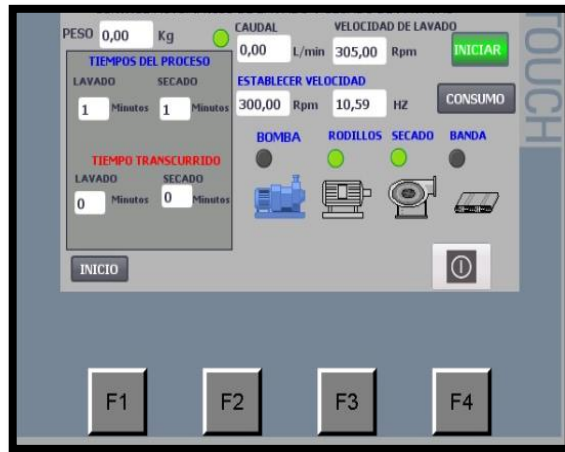 PESO 0,00 Kg
CAUDAL
0,00 L/min
VELOCIDAD DE LAVADO
305,00 Rpm
INICIAR
TIEMPOS DEL PROCESO
LAVADO SECADO
1 Minutos 1 Minutos
ESTABLECER VELOCIDAD
300,00 Rpm 10,59 HZ
CONSUMO
BOMBA RODILLOS SECADO BANDA
TIEMPO TRANSCURRIDO
LAVADO SECADO
0 Minutos 0 Minutos
INICIO
TOUCH
F1 F2 F3 F4